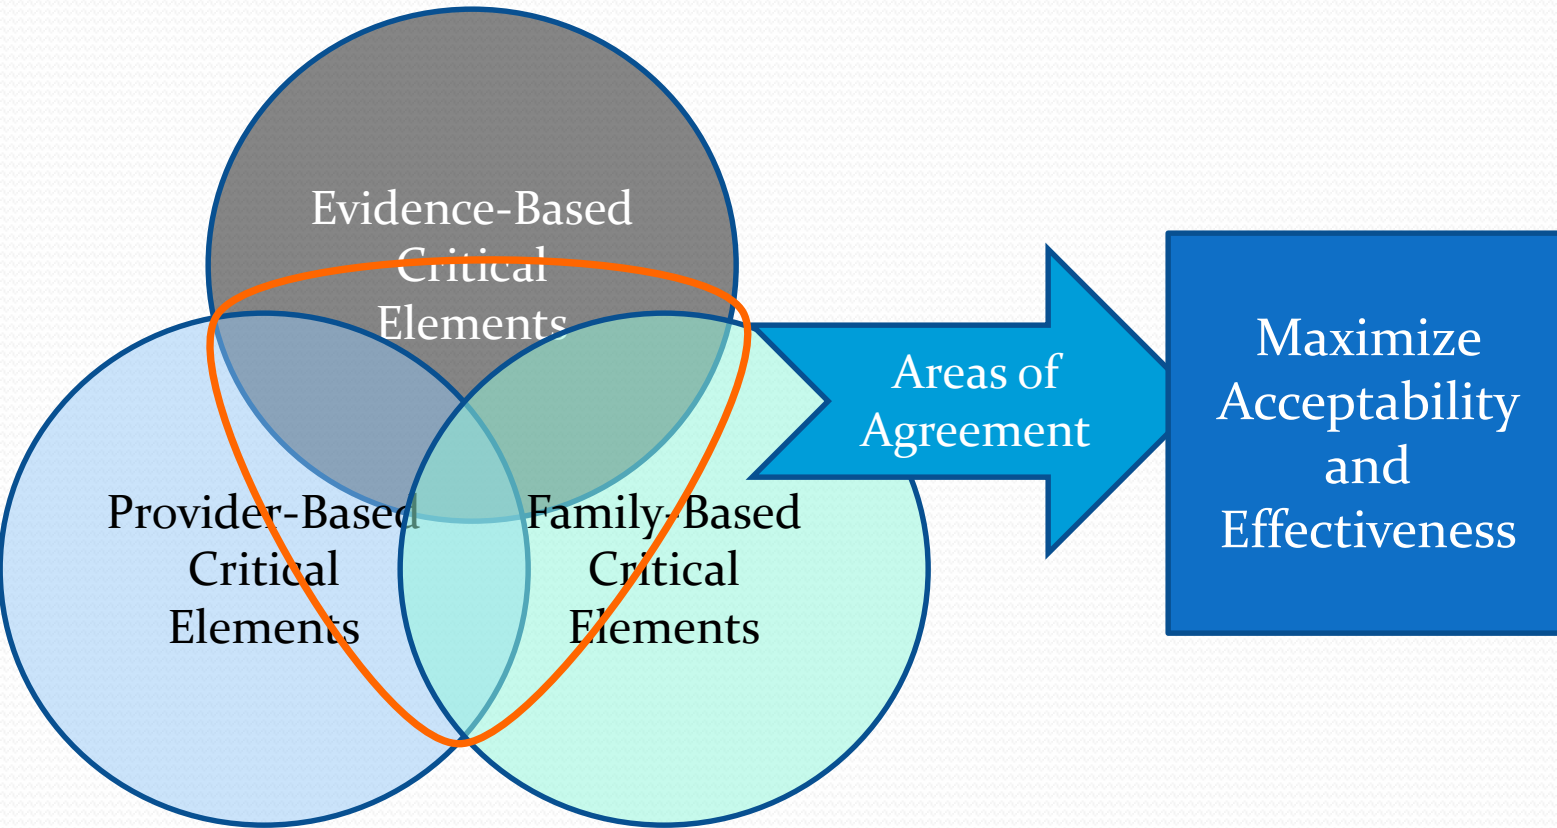 Evidence-Based
Critical
Elements
Provider-Based
Critical
Elements
Family-Based
Critical
Elements
Areas of
Agreement
Maximize
Acceptability
and
Effectiveness